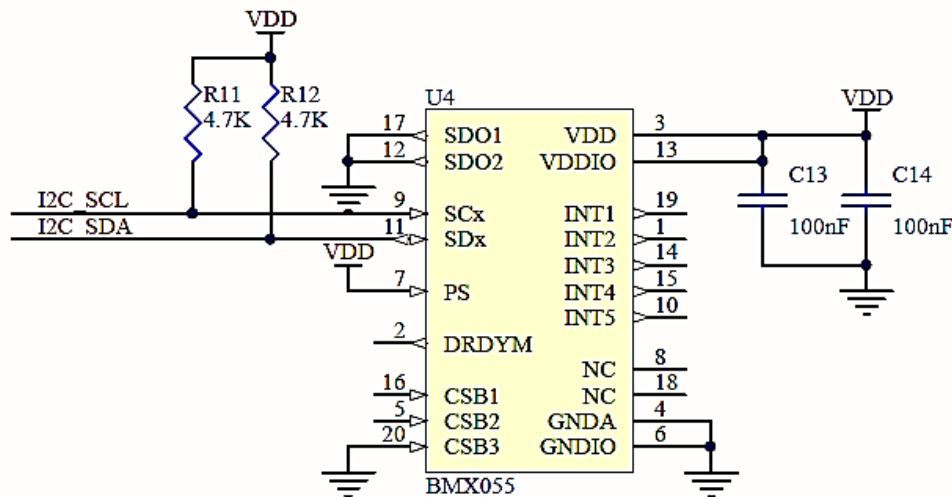 VDD
R11
4.7K
R12
4.7K
I2C_SCL
I2C_SDA
VDD
U4
17 SDO1
12 SDO2
9 SCx
11 SDx
7 PS
2 DRDYM
16 CSB1
5 CSB2
20 CSB3
VDD 3
VDDIO 13
INT1 19
INT2 1
INT3 14
INT4 15
INT5 10
NC 8
NC 18
GNDA 4
GNDIO 6
BMX055
VDD
C13
100nF
C14
100nF